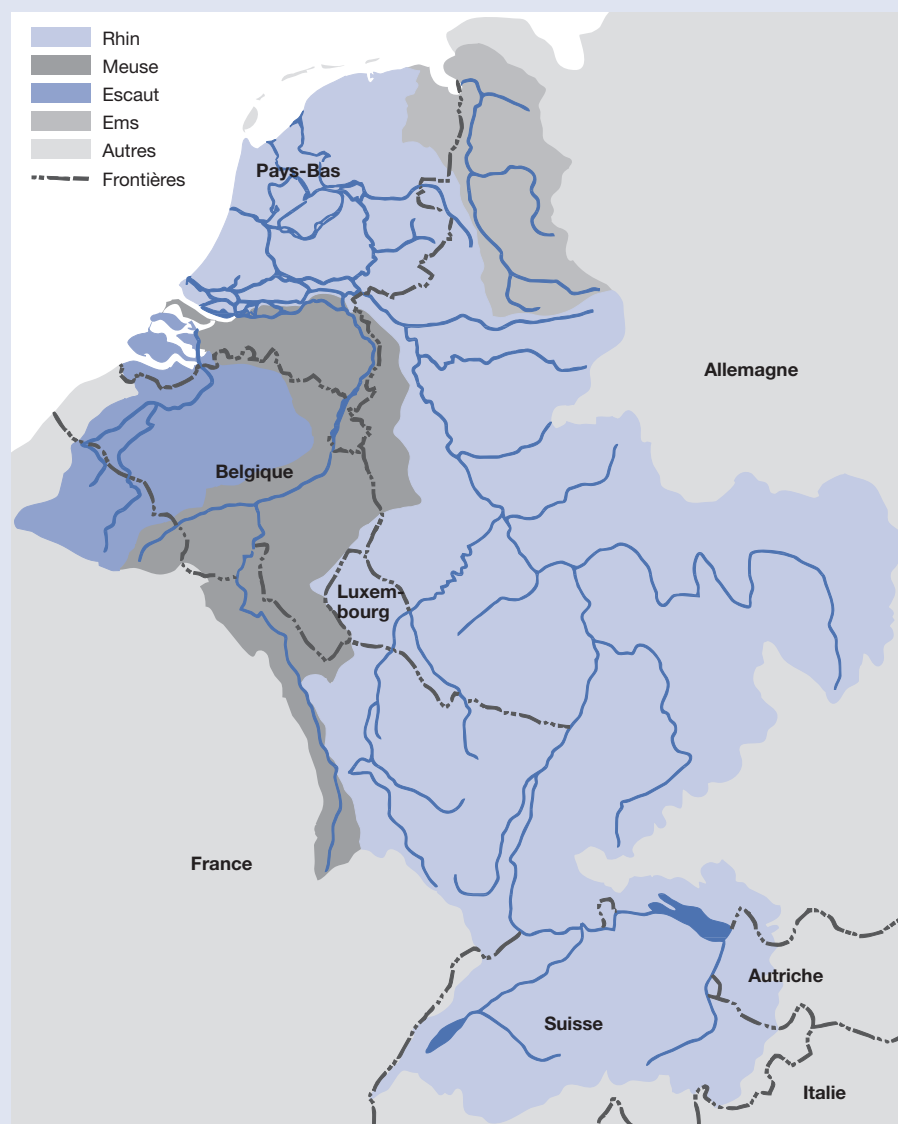 Rhin
Meuse
Escaut
Ems
Autres
Frontières
Pays-Bas
Allemagne
Belgique
Luxem-
bourg
France
Autriche
Suisse
Italie